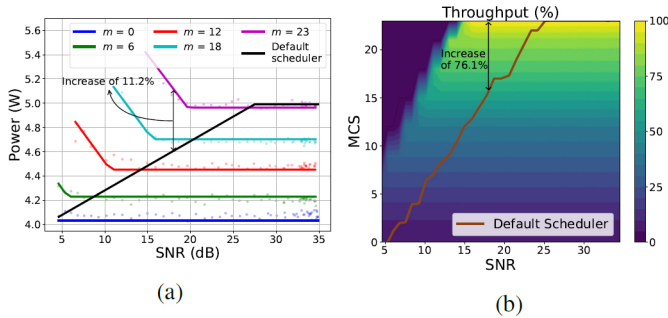 m = 0
m = 12
m = 23
m = 6
m = 18
Default
scheduler
Increase of 11.2%
Power (W)
5.6
5.4
5.2
5.0
4.8
4.6
4.4
4.2
4.0
5
10
15
20
25
30
35
SNR (dB)
(a)
Throughput (%)
Increase
of 76.1%
MCS
20
15
10
5
0
Default Scheduler
5
10
15
20
25
30
SNR
100
75
50
25
0
(b)